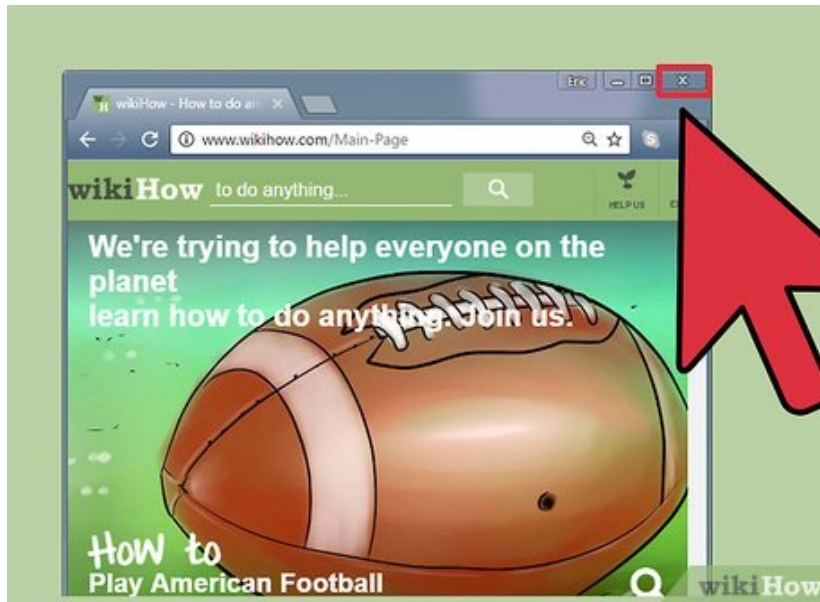 Eric
wikiHow - How to do an
www.wikihow.com/Main-Page
wikiHow to do anything...
HELP US
We're trying to help everyone on the
planet
learn how to do anything. Join us.
How to
Play American Football
wikiHow